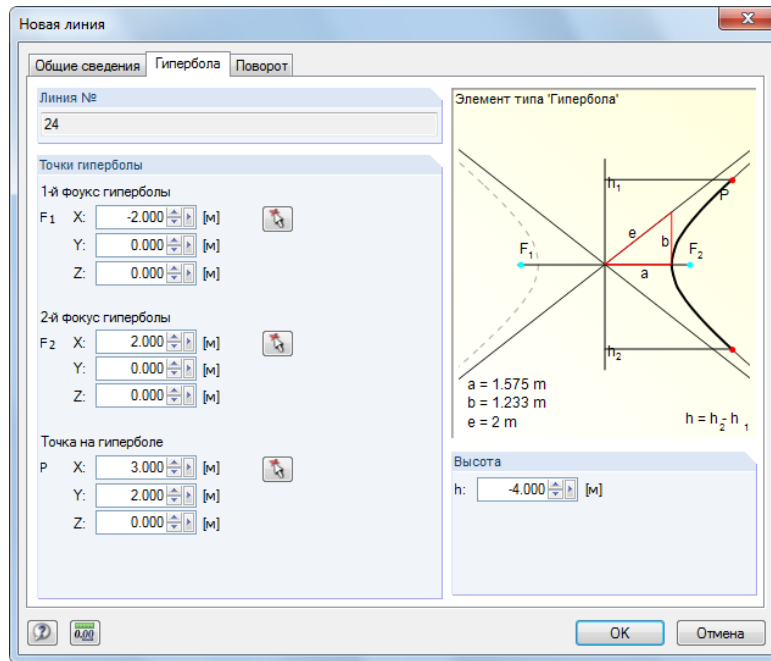 Новая линия
Общие сведения Гипербола Поворот
Линия №
24
Точки гиперболы
1-й фоукс гиперболы
F1 X: -2.000 [м]
Y: 0.000 [м]
Z: 0.000 [м]
2-й фокус гиперболы
F2 X: 2.000 [м]
Y: 0.000 [м]
Z: 0.000 [м]
Точка на гиперболе
P X: 3.000 [м]
Y: 2.000 [м]
Z: 0.000 [м]
Элемент типа 'Гипербола'
h1
P
e
b
F1
F2
a
h2
a = 1.575 m
b = 1.233 m
e = 2 m
h = h2- h1
Высота
h: -4.000 [м]
0.00
OK
Отмена